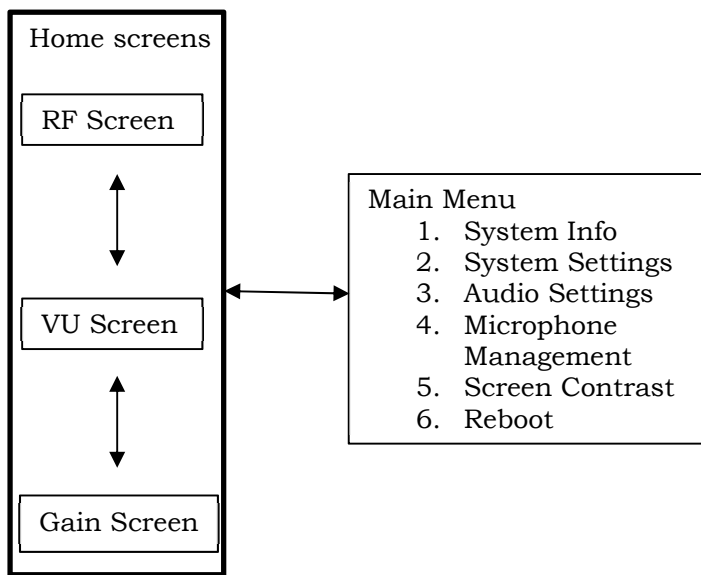 Home screens
RF Screen
VU Screen
Gain Screen
Main Menu
1. System Info
2. System Settings
3. Audio Settings
4. Microphone
Management
5. Screen Contrast
6. Reboot